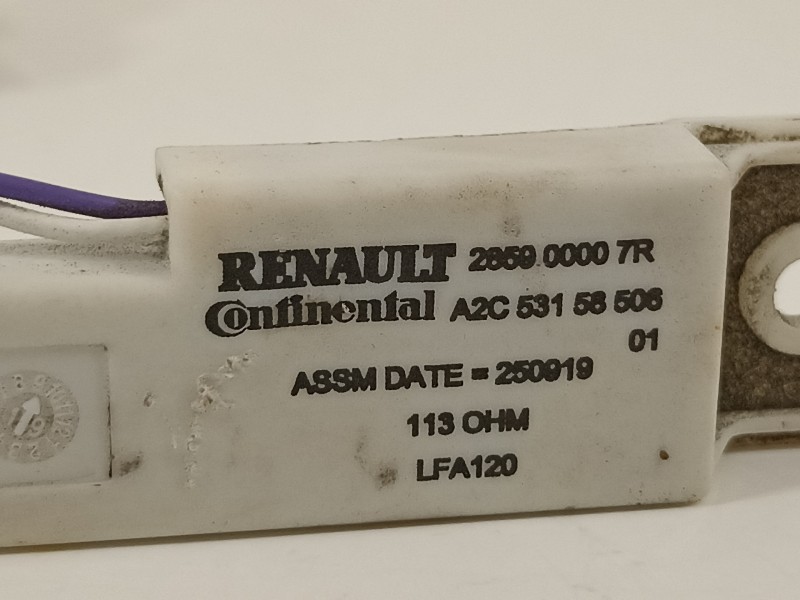 RENAULT 2859 0000 7R
Continental A2C 531 58 506
01
ASSM DATE = 250919
113 OHM
LFA120